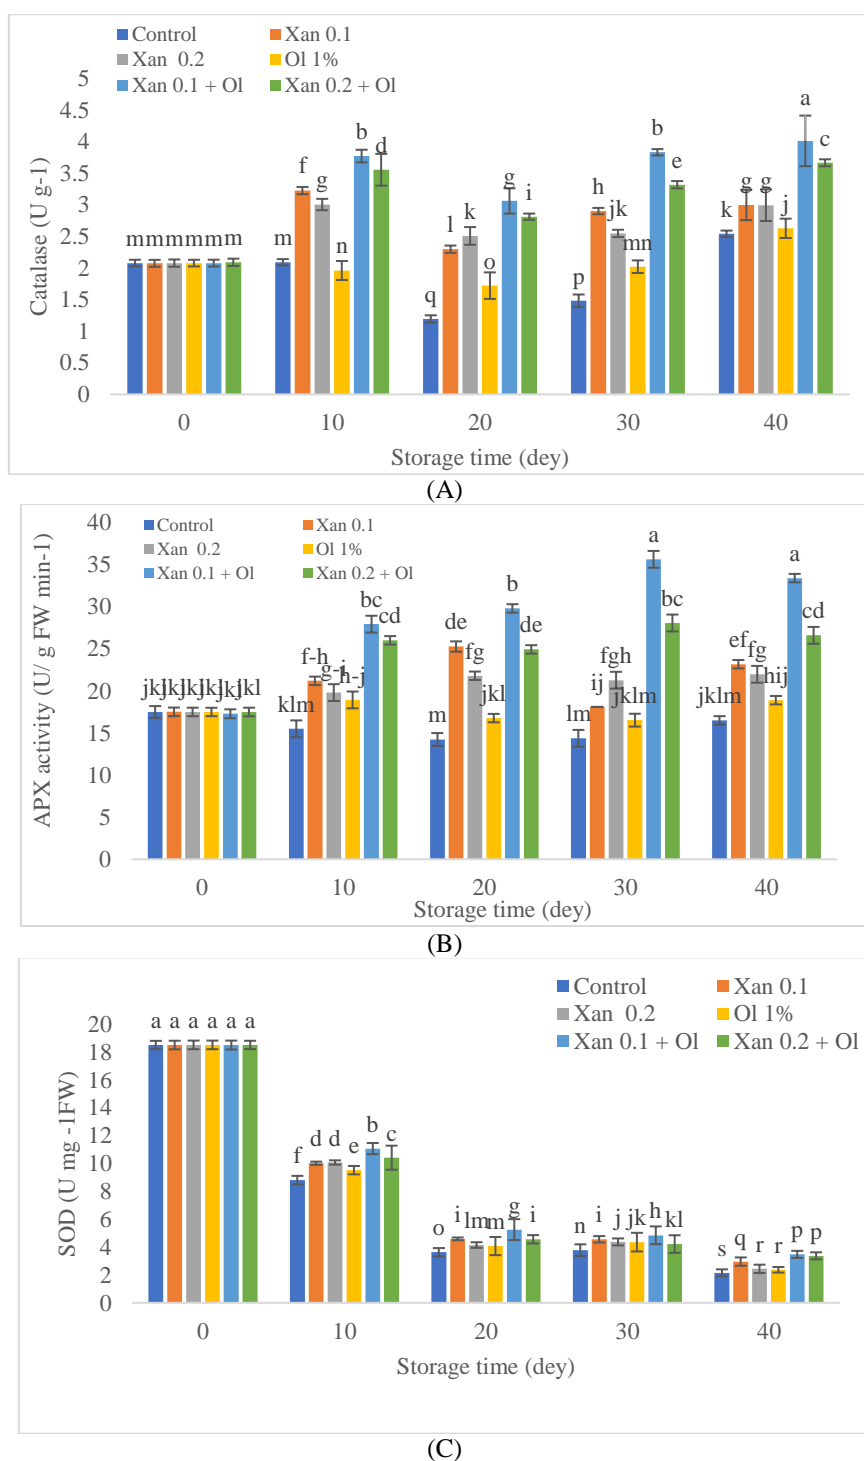 Control Xan 0.1
Xan 0.2 Ol 1%
Xan 0.1 + Ol Xan 0.2 + Ol
Catalase (U g-1)
5
4.5
4
3.5
3
2.5
2
1.5
1
0.5
0
m m m m m m
m f g n b d
q l k o g i
p h jk mn b e
k g g j a c
0 10 20 30 40
Storage time (dey)
(A)
Control Xan 0.1
Xan 0.2 Ol 1%
Xan 0.1 + Ol Xan 0.2 + Ol
APX activity (U/ g FW min-1)
40
35
30
25
20
15
10
5
0
jkl jkl jkl jkl jkl jkl
klm f-h g-i h-j bc cd
m de fg jkl b de
lm ij fgh jklm a bc
jklm ef fg hij a cd
0 10 20 30 40
Storage time (dey)
(B)
Control Xan 0.1
Xan 0.2 Ol 1%
Xan 0.1 + Ol Xan 0.2 + Ol
SOD (U mg -1FW)
20
18
16
14
12
10
8
6
4
2
0
a a a a a a
f d d e b c
o i lm m g i
n i j jk h kl
s q r r p p
0 10 20 30 40
Storage time (dey)
(C)